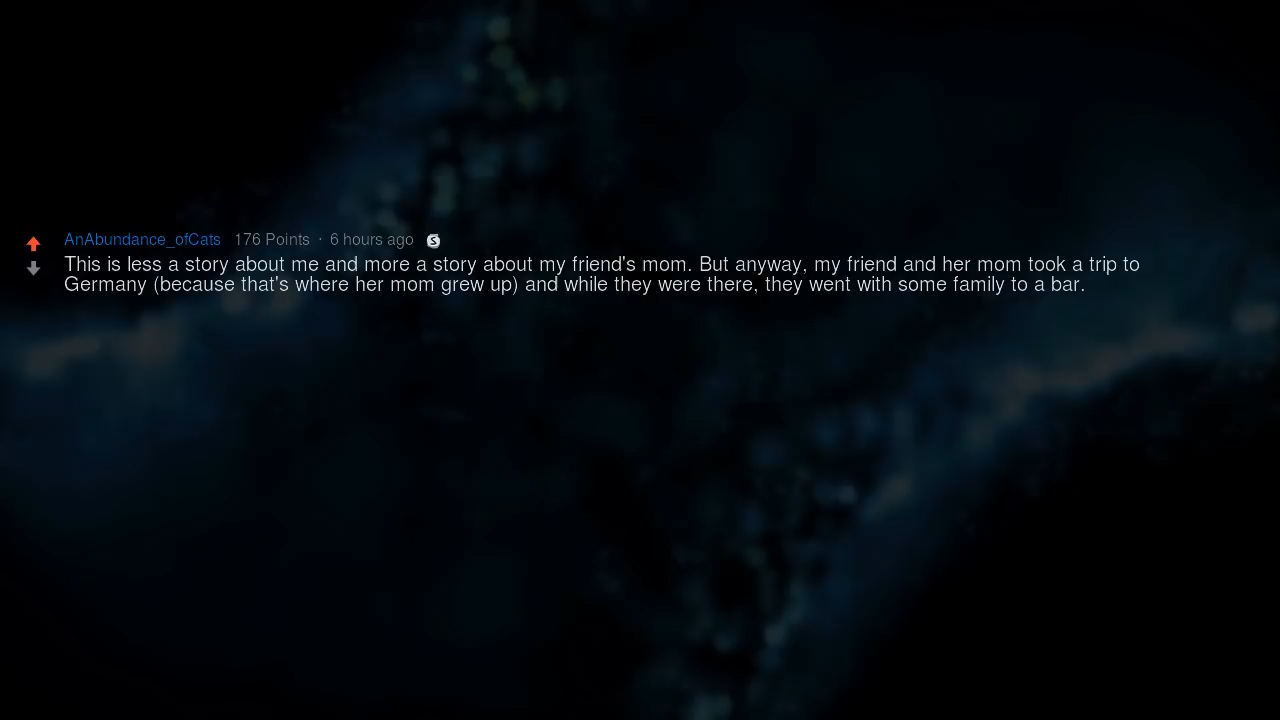 AnAbundance_ofCats 176 Points · 6 hours ago S
This is less a story about me and more a story about my friend's mom. But anyway, my friend and her mom took a trip to
Germany (because that's where her mom grew up) and while they were there, they went with some family to a bar.